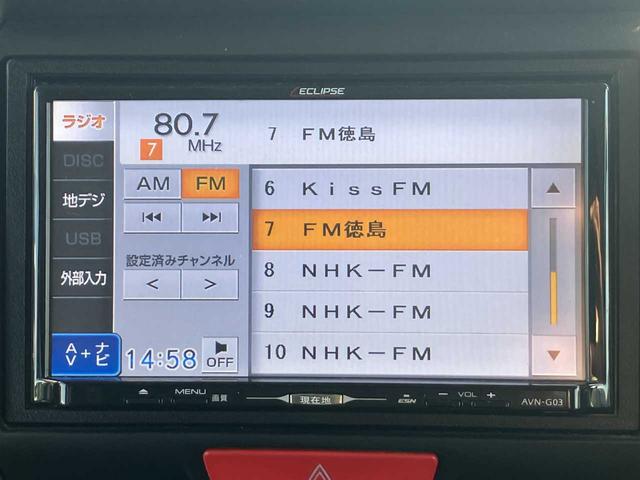 ECLIPSE
ラジオ
80.7
7
MHz
7 FM徳島
DISC
AM
FM
6 KissFM
地デジ
7 FM徳島
USB
設定済みチャンネル
8 NHK-FM
外部入力
<
>
9 NHK-FM
AV+ナビ
14:58
OFF
10 NHK-FM
MENU
画質
現在地
ESN
- VOL +
AVN-G03